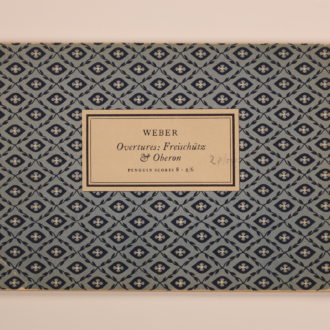 WEBER
Overtures: Freischütz
& Oberon
PENGUIN SCORES 8 · 2/6